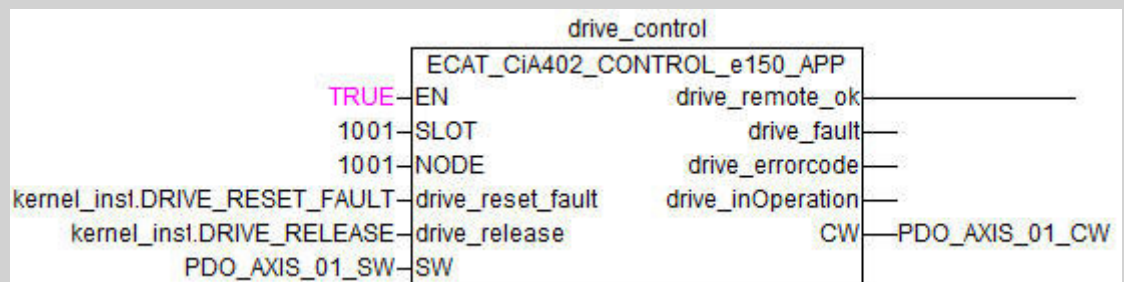 drive_control
ECAT_CiA402_CONTROL_e150_APP
TRUE EN drive_remote_ok
1001 SLOT drive_fault
1001 NODE drive_errorcode
kernel_inst.DRIVE_RESET_FAULT drive_reset_fault drive_inOperation
kernel_inst.DRIVE_RELEASE drive_release CW PDO_AXIS_01_CW
PDO_AXIS_01_SW SW